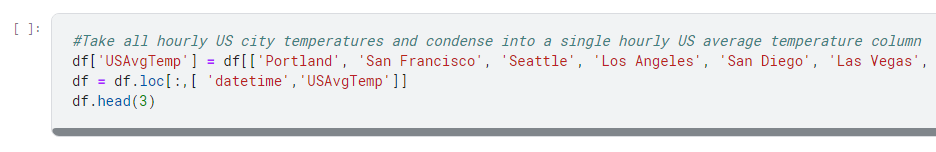 [ ]:
#Take all hourly US city temperatures and condense into a single hourly US average temperature column
df['USAvgTemp'] = df[['Portland', 'San Francisco', 'Seattle', 'Los Angeles', 'San Diego', 'Las Vegas',
df = df.loc[:,[ 'datetime','USAvgTemp']]
df.head(3)